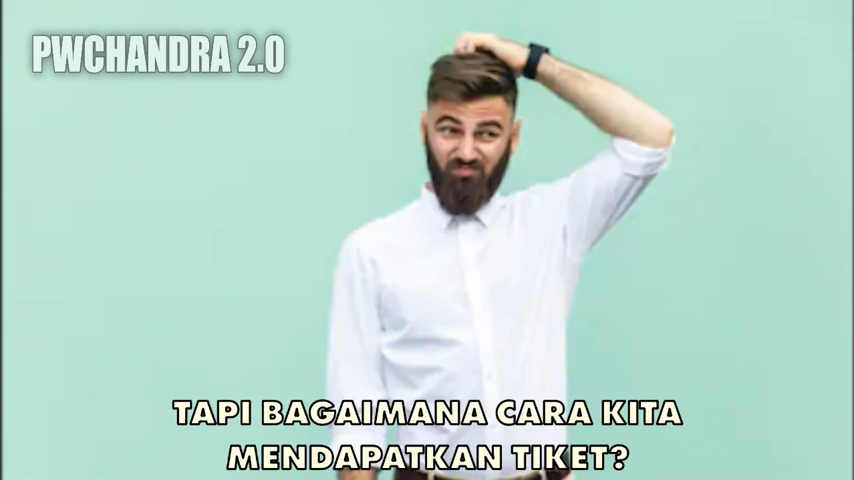 PWCHANDRA 2.0
TAPI BAGAIMANA CARA KITA
MENDAPATKAN TIKET?